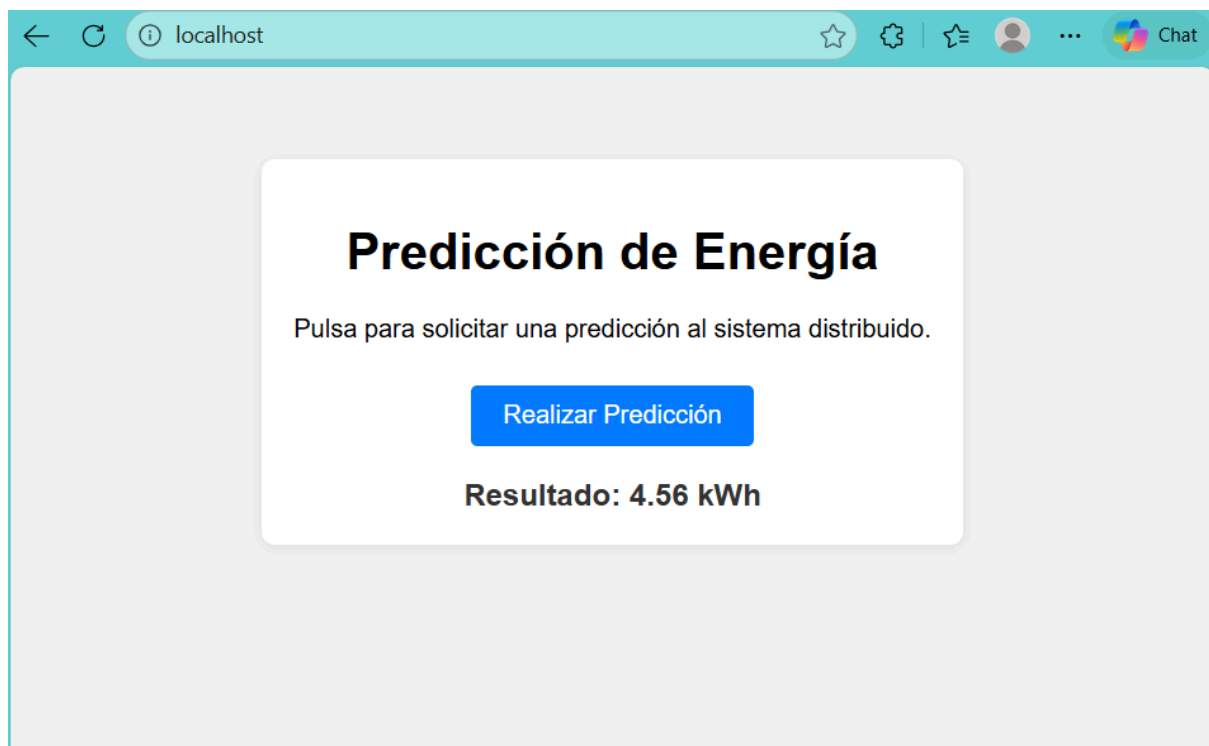 localhost
Chat
Predicción de Energía
Pulsa para solicitar una predicción al sistema distribuido.
Realizar Predicción
Resultado: 4.56 kWh